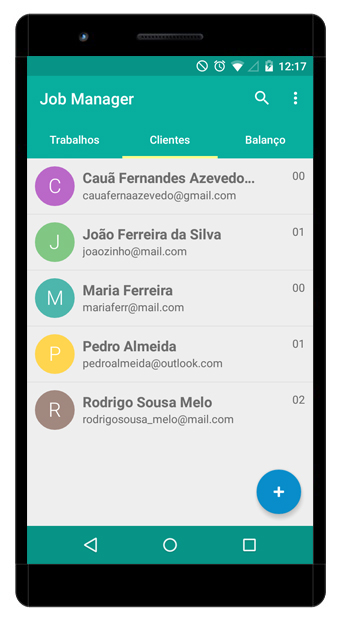 12:17
Job Manager
Trabalhos Clientes Balanço
C Cauã Fernandes Azevedo... 00
cauafernaazevedo@gmail.com
J João Ferreira da Silva 01
joaozinho@mail.com
M Maria Ferreira 00
mariaferr@mail.com
P Pedro Almeida 01
pedroalmeida@outlook.com
R Rodrigo Sousa Melo 02
rodrigosousa_melo@mail.com